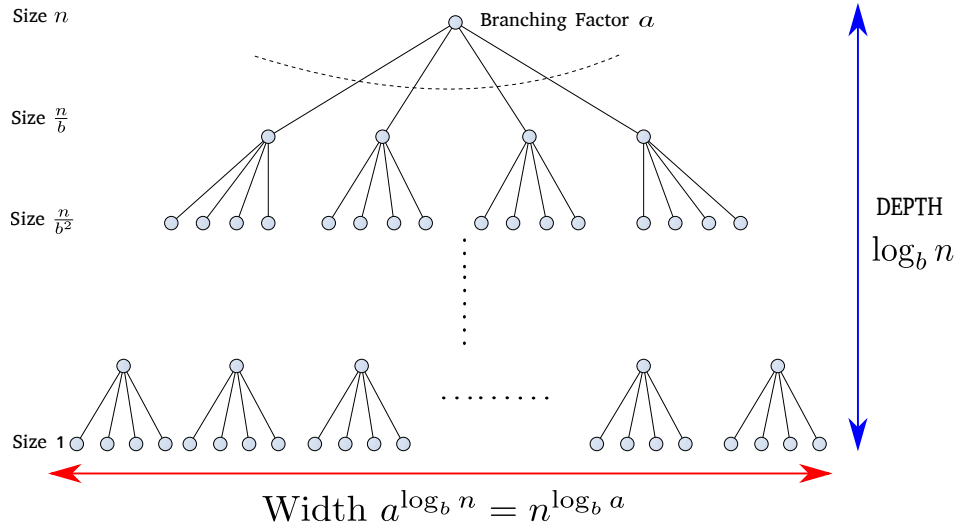 Size n
Branching Factor a
Size n/b
Size n/b²
DEPTH
log_b n
Size 1
Width a^{log_b n} = n^{log_b a}